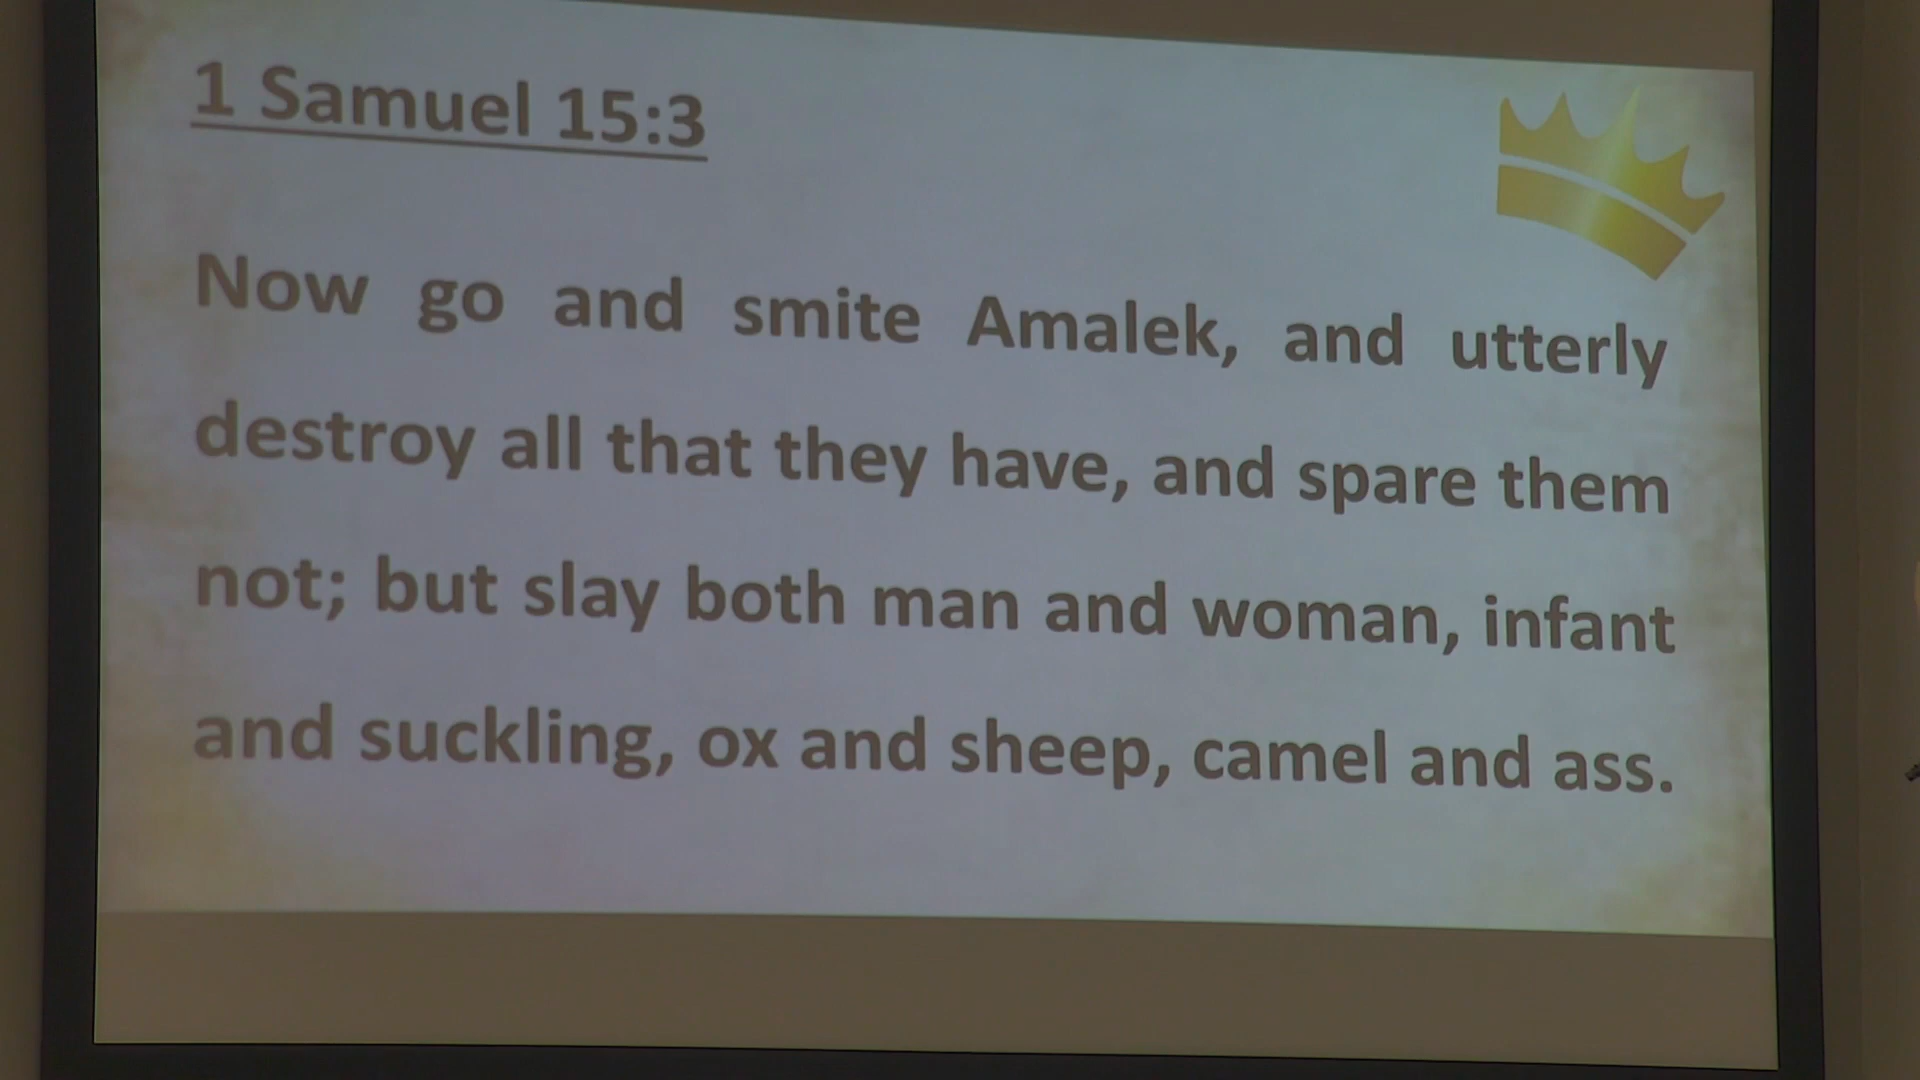 1 Samuel 15:3
Now go and smite Amalek, and utterly
destroy all that they have, and spare them
not; but slay both man and woman, infant
and suckling, ox and sheep, camel and ass.